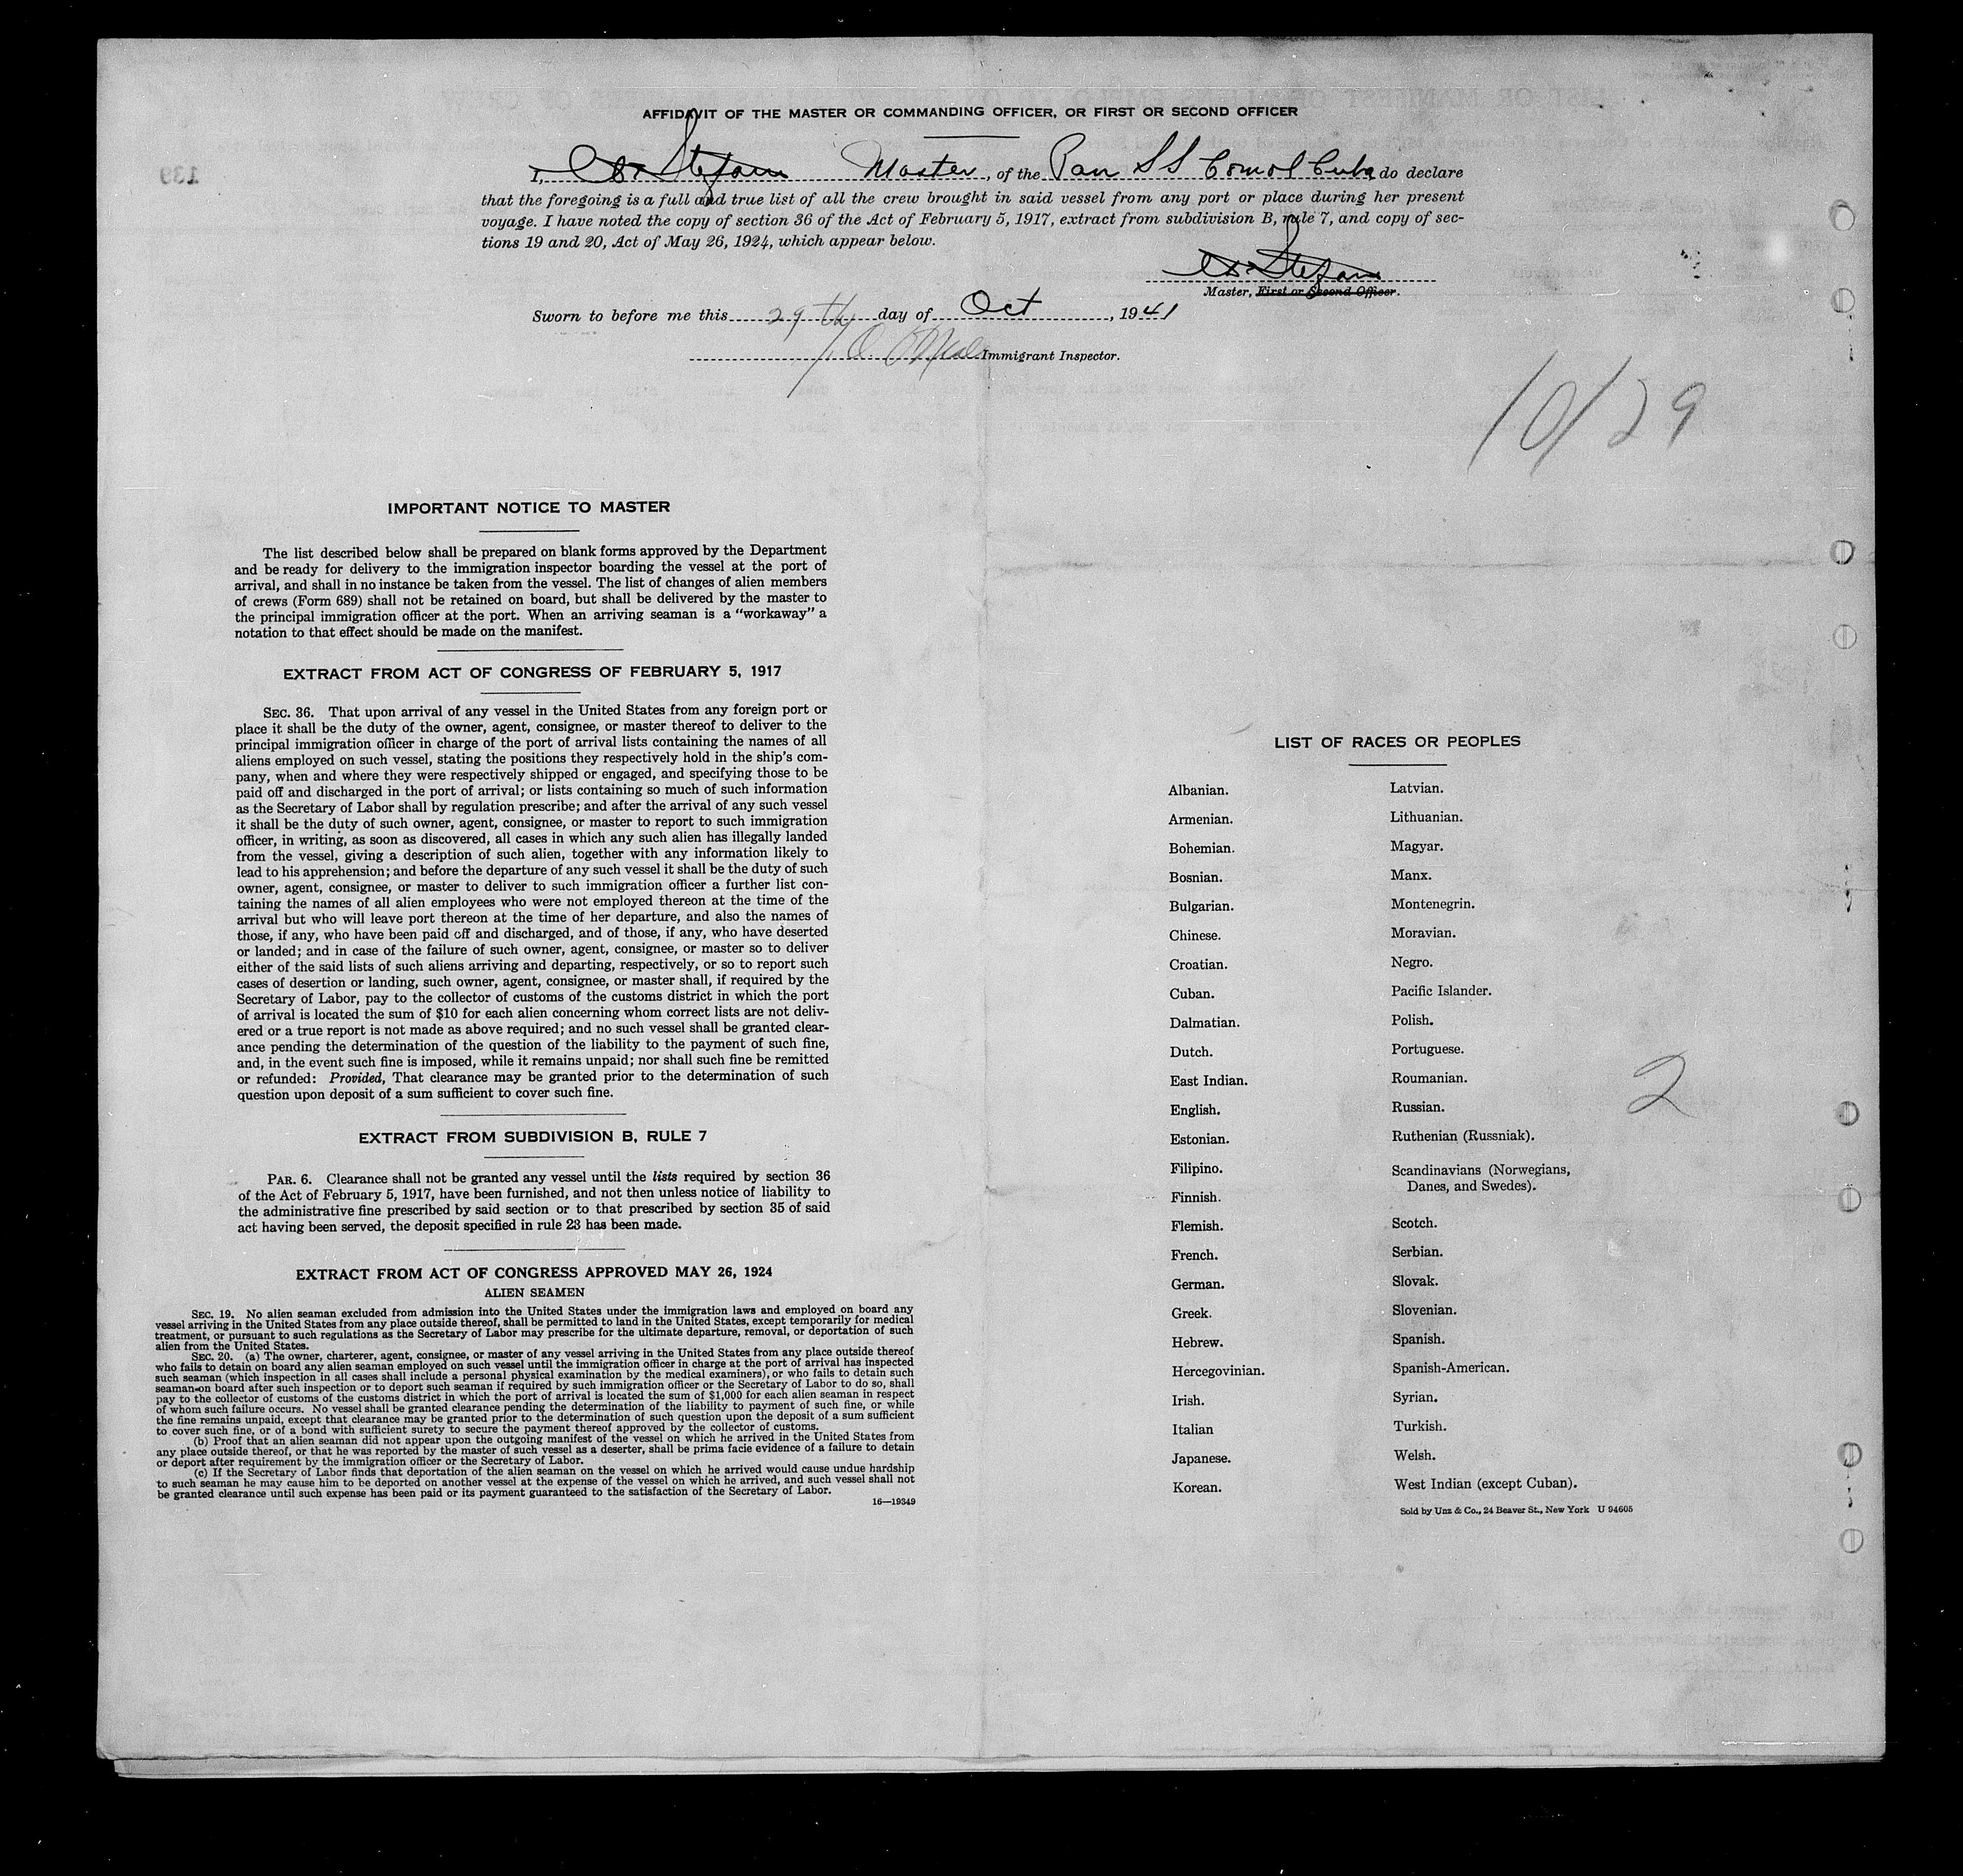 AFFIDAVIT OF THE MASTER OR COMMANDING OFFICER, OR FIRST OR SECOND OFFICER
I, Stefani Master, of the Pan SS Comol Cuba do declare
that the foregoing is a full and true list of all the crew brought in said vessel from any port or place during her present
voyage. I have noted the copy of section 36 of the Act of February 5, 1917, extract from subdivision B, rule 7, and copy of sec-
tions 19 and 20, Act of May 26, 1924, which appear below.
Stefani
Master, First or Second Officer.
Sworn to before me this 29th day of Oct, 1941
Immigrant Inspector.
139
10/29
IMPORTANT NOTICE TO MASTER
The list described below shall be prepared on blank forms approved by the Department
and be ready for delivery to the immigration inspector boarding the vessel at the port of
arrival, and shall in no instance be taken from the vessel. The list of changes of alien members
of crews (Form 689) shall not be retained on board, but shall be delivered by the master to
the principal immigration officer at the port. When an arriving seaman is a "workaway" a
notation to that effect should be made on the manifest.
EXTRACT FROM ACT OF CONGRESS OF FEBRUARY 5, 1917
SEC. 36. That upon arrival of any vessel in the United States from any foreign port or
place it shall be the duty of the owner, agent, consignee, or master thereof to deliver to the
principal immigration officer in charge of the port of arrival lists containing the names of all
aliens employed on such vessel, stating the positions they respectively hold in the ship's com-
pany, when and where they were respectively shipped or engaged, and specifying those to be
paid off and discharged in the port of arrival; or lists containing so much of such information
as the Secretary of Labor shall by regulation prescribe; and after the arrival of any such vessel
it shall be the duty of such owner, agent, consignee, or master to report to such immigration
officer, in writing, as soon as discovered, all cases in which any such alien has illegally landed
from the vessel, giving a description of such alien, together with any information likely to
lead to his apprehension; and before the departure of any such vessel it shall be the duty of such
owner, agent, consignee, or master to deliver to such immigration officer a further list con-
taining the names of all alien employees who were not employed thereon at the time of the
arrival but who will leave port thereon at the time of her departure, and also the names of
those, if any, who have been paid off and discharged, and of those, if any, who have deserted
or landed; and in case of the failure of such owner, agent, consignee, or master so to deliver
either of the said lists of such aliens arriving and departing, respectively, or so to report such
cases of desertion or landing, such owner, agent, consignee, or master shall, if required by the
Secretary of Labor, pay to the collector of customs of the customs district in which the port
of arrival is located the sum of $10 for each alien concerning whom correct lists are not deliv-
ered or a true report is not made as above required; and no such vessel shall be granted clear-
ance pending the determination of the question of the liability to the payment of such fine,
and, in the event such fine is imposed, while it remains unpaid; nor shall such fine be remitted
or refunded: Provided, That clearance may be granted prior to the determination of such
question upon deposit of a sum sufficient to cover such fine.
EXTRACT FROM SUBDIVISION B, RULE 7
PAR. 6. Clearance shall not be granted any vessel until the lists required by section 36
of the Act of February 5, 1917, have been furnished, and not then unless notice of liability to
the administrative fine prescribed by said section or to that prescribed by section 35 of said
act having been served, the deposit specified in rule 23 has been made.
EXTRACT FROM ACT OF CONGRESS APPROVED MAY 26, 1924
ALIEN SEAMEN
SEC. 19. No alien seaman excluded from admission into the United States under the immigration laws and employed on board any
vessel arriving in the United States from any place outside thereof, shall be permitted to land in the United States, except temporarily for medical
treatment, or pursuant to such regulations as the Secretary of Labor may prescribe for the ultimate departure, removal, or deportation of such
alien from the United States.
SEC. 20. (a) The owner, charterer, agent, consignee, or master of any vessel arriving in the United States from any place outside thereof
who fails to detain on board any alien seaman employed on such vessel until the immigration officer in charge at the port of arrival has inspected
such seaman (which inspection in all cases shall include a personal physical examination by the medical examiners), or who fails to detain such
seaman on board after such inspection or to deport such seaman if required by such immigration officer or the Secretary of Labor to do so, shall
pay to the collector of customs of the customs district in which the port of arrival is located the sum of $1,000 for each alien seaman in respect
of whom such failure occurs. No vessel shall be granted clearance pending the determination of the liability to payment of such fine, or while
the fine remains unpaid, except that clearance may be granted prior to the determination of such question upon the deposit of a sum sufficient
to cover such fine, or of a bond with sufficient surety to secure the payment thereof approved by the collector of customs.
(b) Proof that an alien seaman did not appear upon the outgoing manifest of the vessel on which he arrived in the United States from
any place outside thereof, or that he was reported by the master of such vessel as a deserter, shall be prima facie evidence of a failure to detain
or deport after requirement by the immigration officer or the Secretary of Labor.
(c) If the Secretary of Labor finds that deportation of the alien seaman on the vessel on which he arrived would cause undue hardship
to such seaman he may cause him to be deported on another vessel at the expense of the vessel on which he arrived, and such vessel shall not
be granted clearance until such expense has been paid or its payment guaranteed to the satisfaction of the Secretary of Labor.
16—19349
LIST OF RACES OR PEOPLES
Albanian.
Armenian.
Bohemian.
Bosnian.
Bulgarian.
Chinese.
Croatian.
Cuban.
Dalmatian.
Dutch.
East Indian.
English.
Estonian.
Filipino.
Finnish.
Flemish.
French.
German.
Greek.
Hebrew.
Hercegovinian.
Irish.
Italian
Japanese.
Korean.
Latvian.
Lithuanian.
Magyar.
Manx.
Montenegrin.
Moravian.
Negro.
Pacific Islander.
Polish.
Portuguese.
Roumanian.
Russian.
Ruthenian (Russniak).
Scandinavians (Norwegians,
Danes, and Swedes).
Scotch.
Serbian.
Slovak.
Slovenian.
Spanish.
Spanish-American.
Syrian.
Turkish.
Welsh.
West Indian (except Cuban).
2
Sold by Unz & Co., 24 Beaver St., New York U 94605